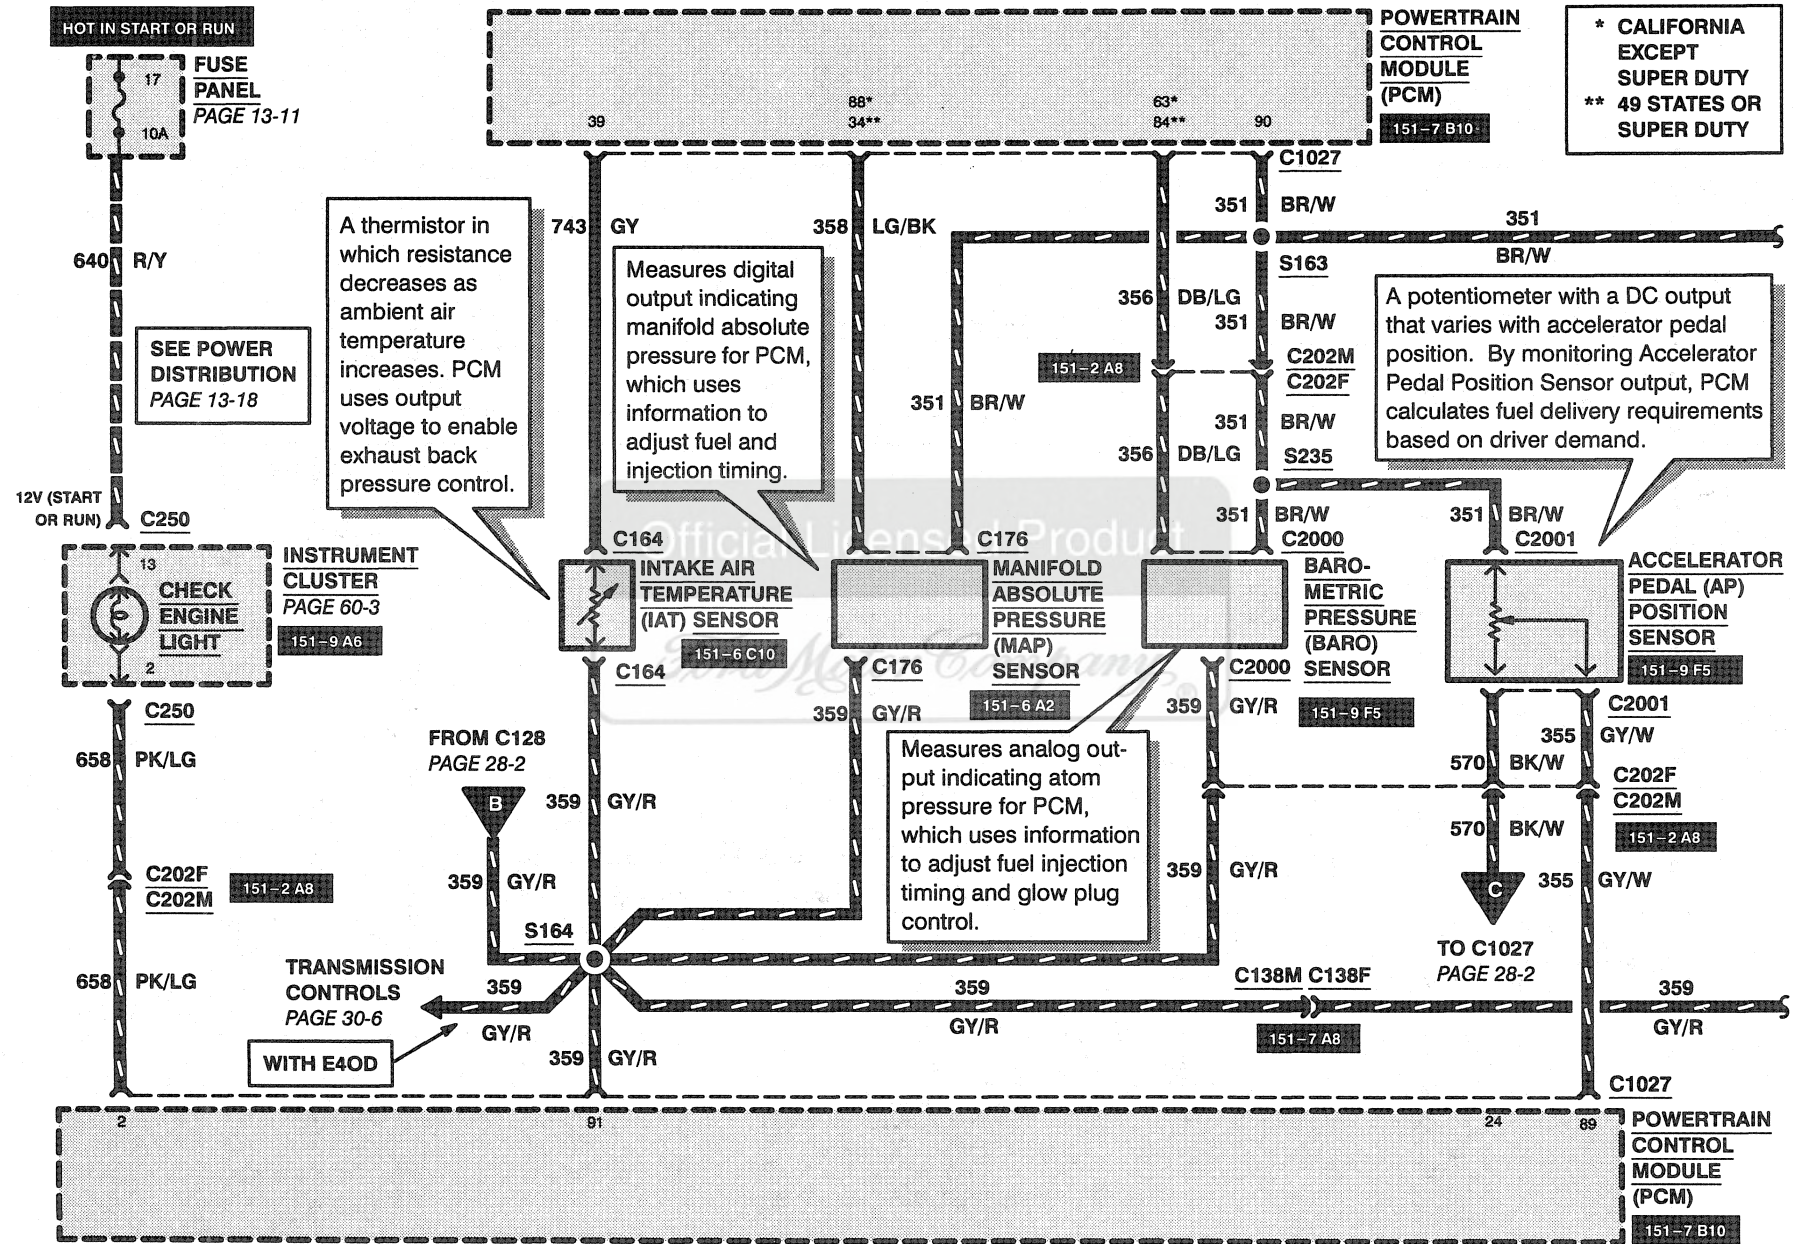 HOT IN START OR RUN
17
10A
FUSE
PANEL
PAGE 13-11
640
R/Y
SEE POWER
DISTRIBUTION
PAGE 13-18
12V (START
OR RUN)
C250
13
CHECK
ENGINE
LIGHT
2
INSTRUMENT
CLUSTER
PAGE 60-3
151-9 A6
C250
658
PK/LG
C202F
C202M
151-2 A8
658
PK/LG
A thermistor in
which resistance
decreases as
ambient air
temperature
increases. PCM
uses output
voltage to enable
exhaust back
pressure control.
39
88*
34**
63*
84**
90
POWERTRAIN
CONTROL
MODULE
(PCM)
151-7 B10
* CALIFORNIA
EXCEPT
SUPER DUTY
** 49 STATES OR
SUPER DUTY
C1027
743
GY
358
LG/BK
351
BR/W
351
BR/W
S163
Measures digital
output indicating
manifold absolute
pressure for PCM,
which uses
information to
adjust fuel and
injection timing.
356
DB/LG
351
BR/W
151-2 A8
C202M
C202F
351
BR/W
351
BR/W
356
DB/LG
S235
A potentiometer with a DC output
that varies with accelerator pedal
position. By monitoring Accelerator
Pedal Position Sensor output, PCM
calculates fuel delivery requirements
based on driver demand.
351
BR/W
351
BR/W
Official Licensed Product
Ford Motor Company
®
C164
INTAKE AIR
TEMPERATURE
(IAT) SENSOR
151-6 C10
C164
C176
MANIFOLD
ABSOLUTE
PRESSURE
(MAP)
SENSOR
151-6 A2
C176
C2000
BARO-
METRIC
PRESSURE
(BARO)
SENSOR
151-9 F5
C2000
C2001
ACCELERATOR
PEDAL (AP)
POSITION
SENSOR
151-9 F5
C2001
359
GY/R
359
GY/R
355
GY/W
570
BK/W
C202F
C202M
151-2 A8
570
BK/W
C
355
GY/W
TO C1027
PAGE 28-2
FROM C128
PAGE 28-2
B
359
GY/R
359
GY/R
Measures analog out-
put indicating atom
pressure for PCM,
which uses information
to adjust fuel injection
timing and glow plug
control.
359
GY/R
S164
TRANSMISSION
CONTROLS
PAGE 30-6
359
GY/R
WITH E4OD
359
GY/R
359
GY/R
C138M
C138F
151-7 A8
359
GY/R
C1027
2
91
24
89
POWERTRAIN
CONTROL
MODULE
(PCM)
151-7 B10